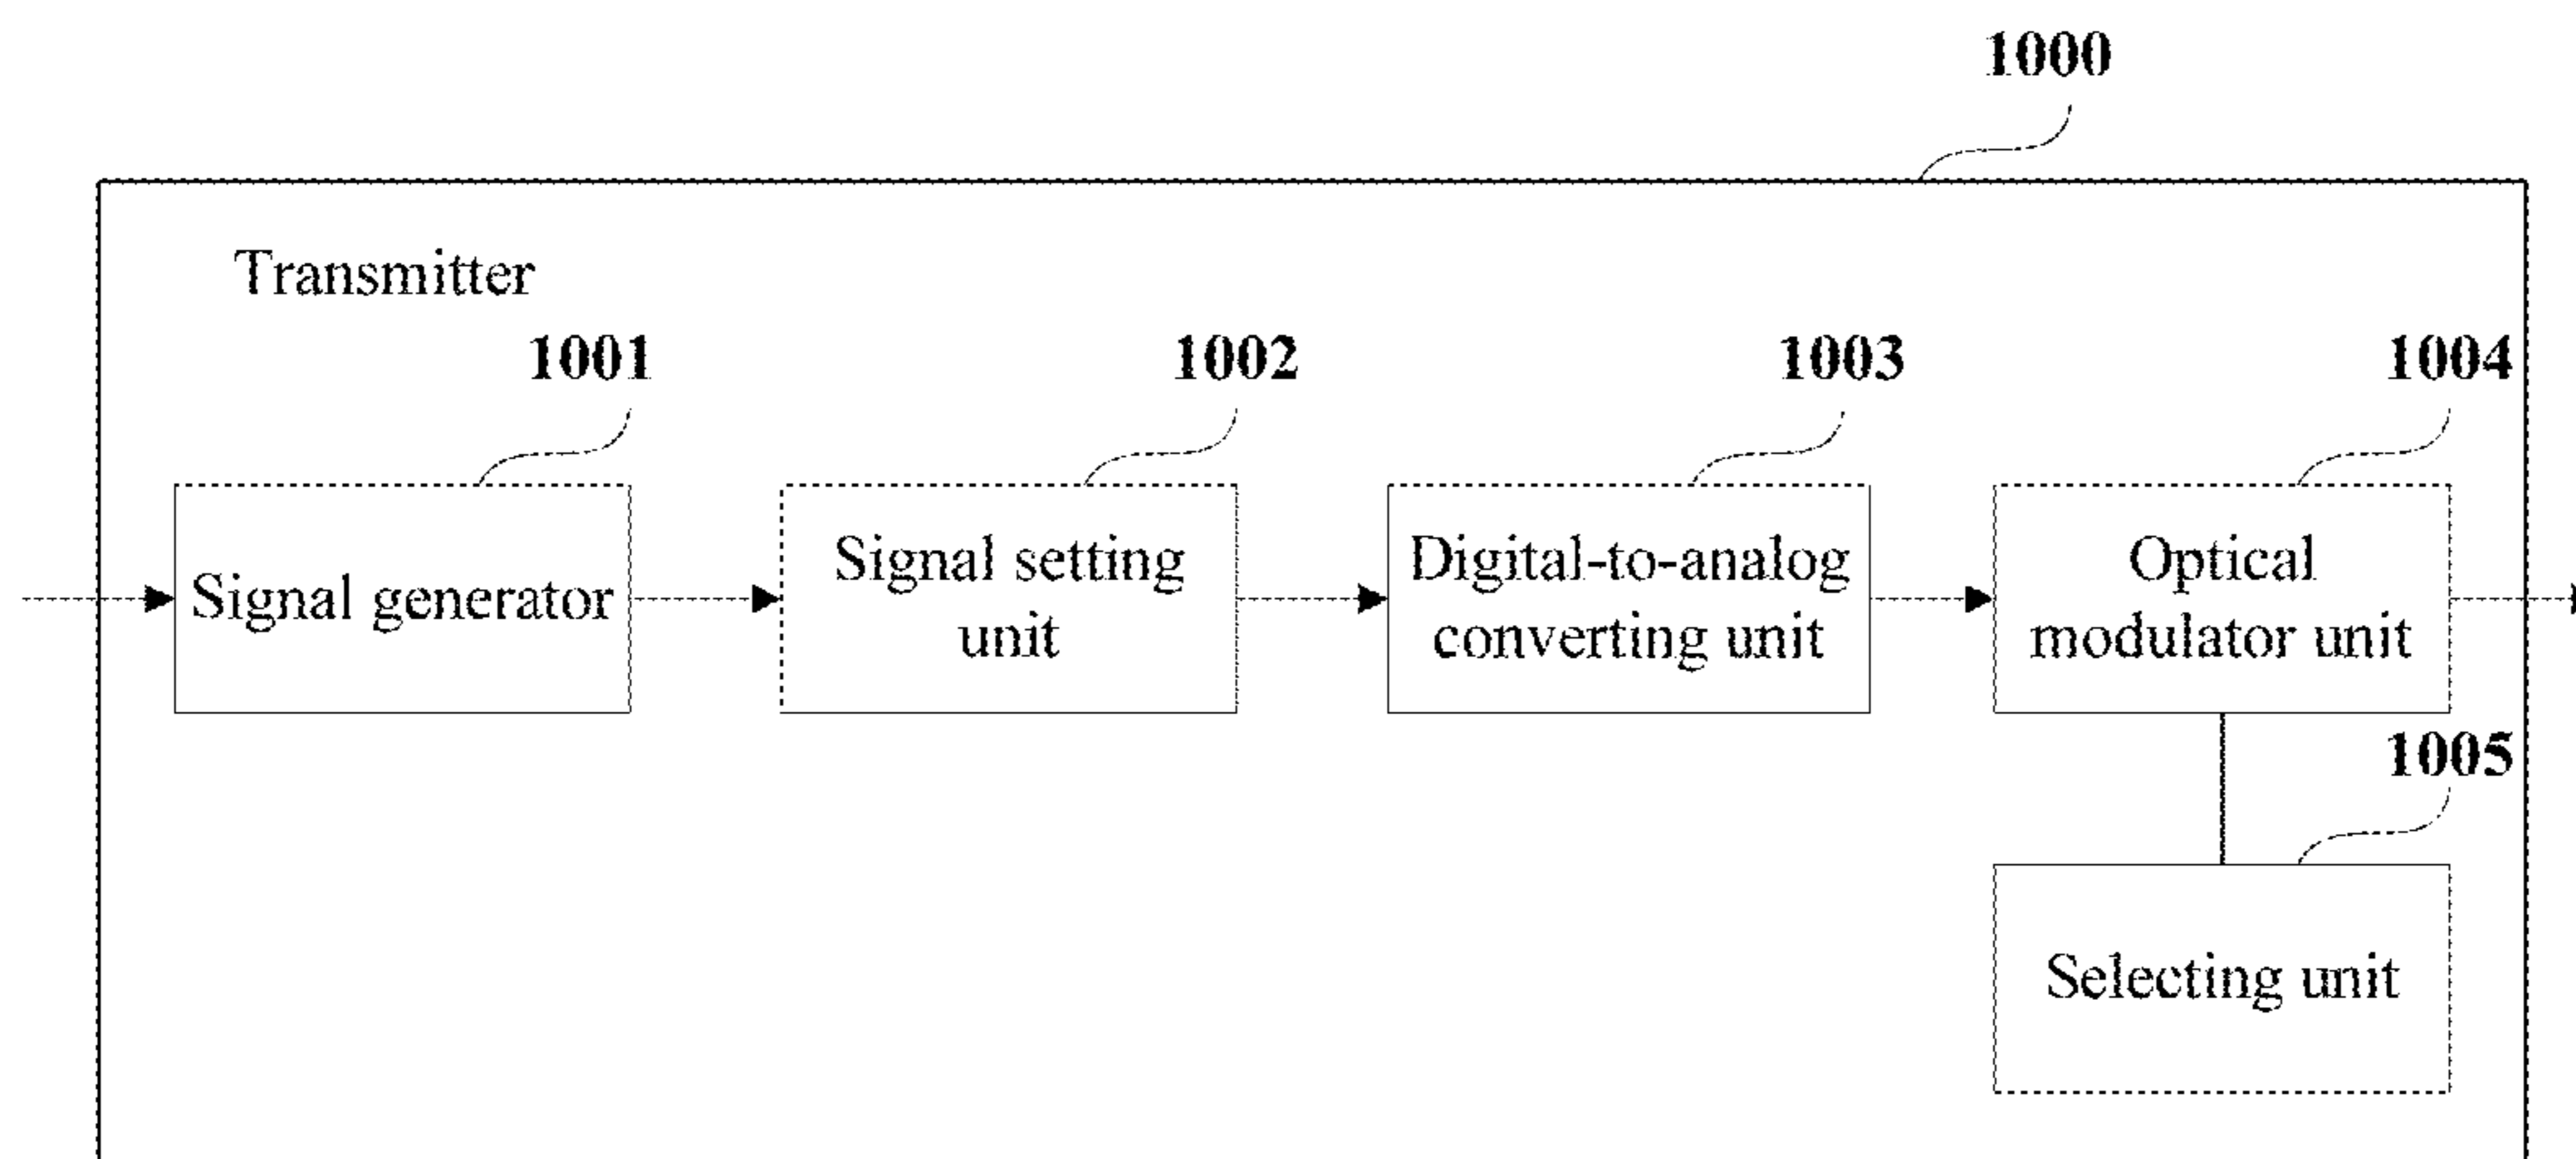 1000
Transmitter
1001
1002
1003
1004
Signal generator
Signal setting
unit
Digital-to-analog
converting unit
Optical
modulator unit
1005
Selecting unit